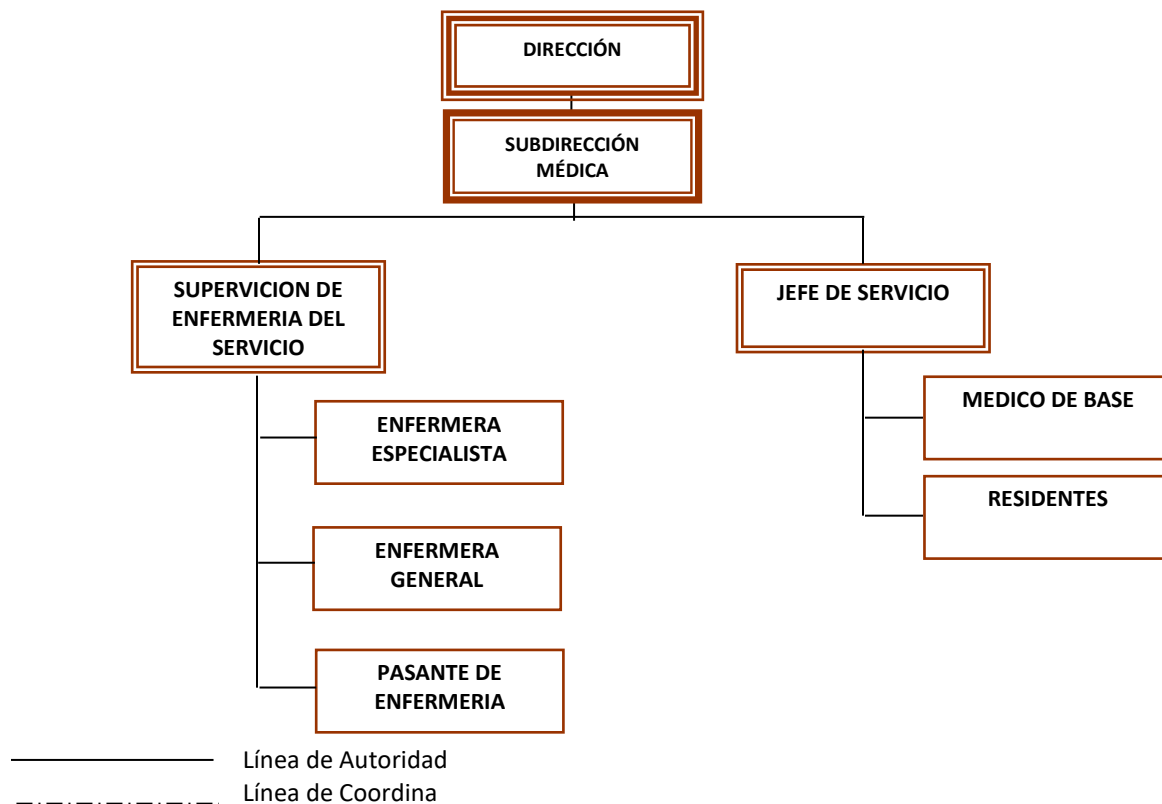 DIRECCIÓN
SUBDIRECCIÓN
MÉDICA
SUPERVICION DE
ENFERMERIA DEL
SERVICIO
JEFE DE SERVICIO
ENFERMERA
ESPECIALISTA
MEDICO DE BASE
RESIDENTES
ENFERMERA
GENERAL
PASANTE DE
ENFERMERIA
Línea de Autoridad
Línea de Coordina